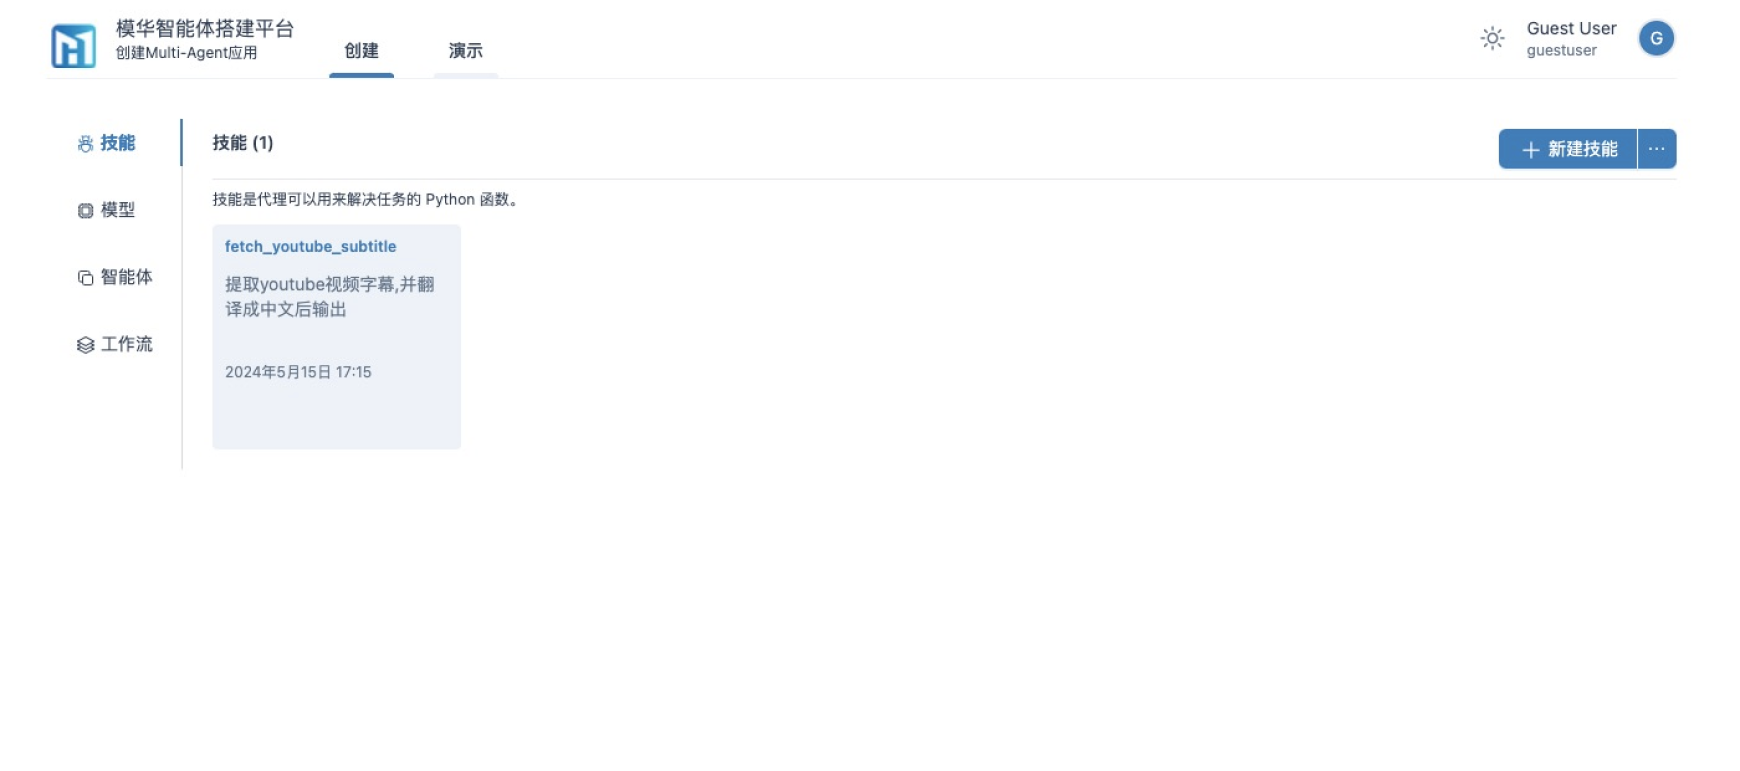 模华智能体搭建平台
创建Multi-Agent应用
创建
演示
Guest User
guestuser
G
技能
模型
智能体
工作流
技能 (1)
新建技能
技能是代理可以用来解决任务的 Python 函数。
fetch_youtube_subtitle
提取youtube视频字幕,并翻
译成中文后输出
2024年5月15日 17:15